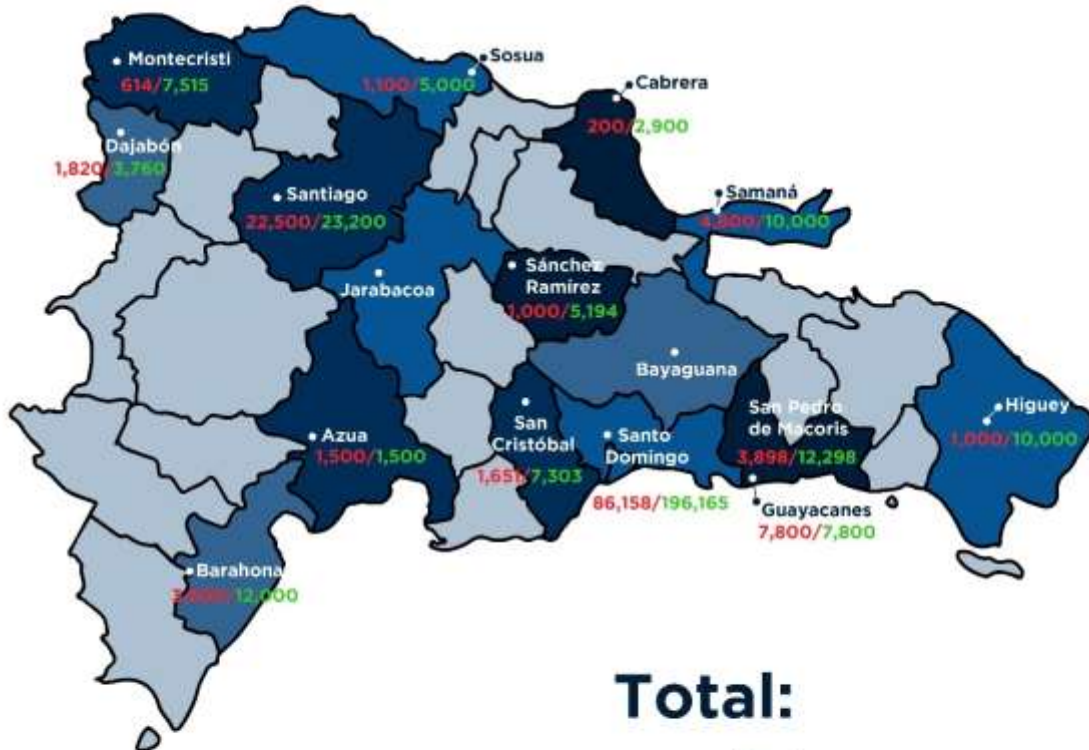 Montecristi
614/7,515
Sosua
1,100/5,000
Cabrera
200/2,900
Dajabón
1,820/3,760
Santiago
22,500/23,200
Samaná
/10,000
Jarabacoa
Sánchez
Ramírez
1,000/5,194
Bayaguana
Azua
1,500/1,500
San
Cristóbal
1,651/7,303
Santo
Domingo
86,158/196,165
San Pedro
de Macoris
3,898/12,298
Higuey
1,000/10,000
Guayacanes
7,800/7,800
Barahona
/12,000
Total: